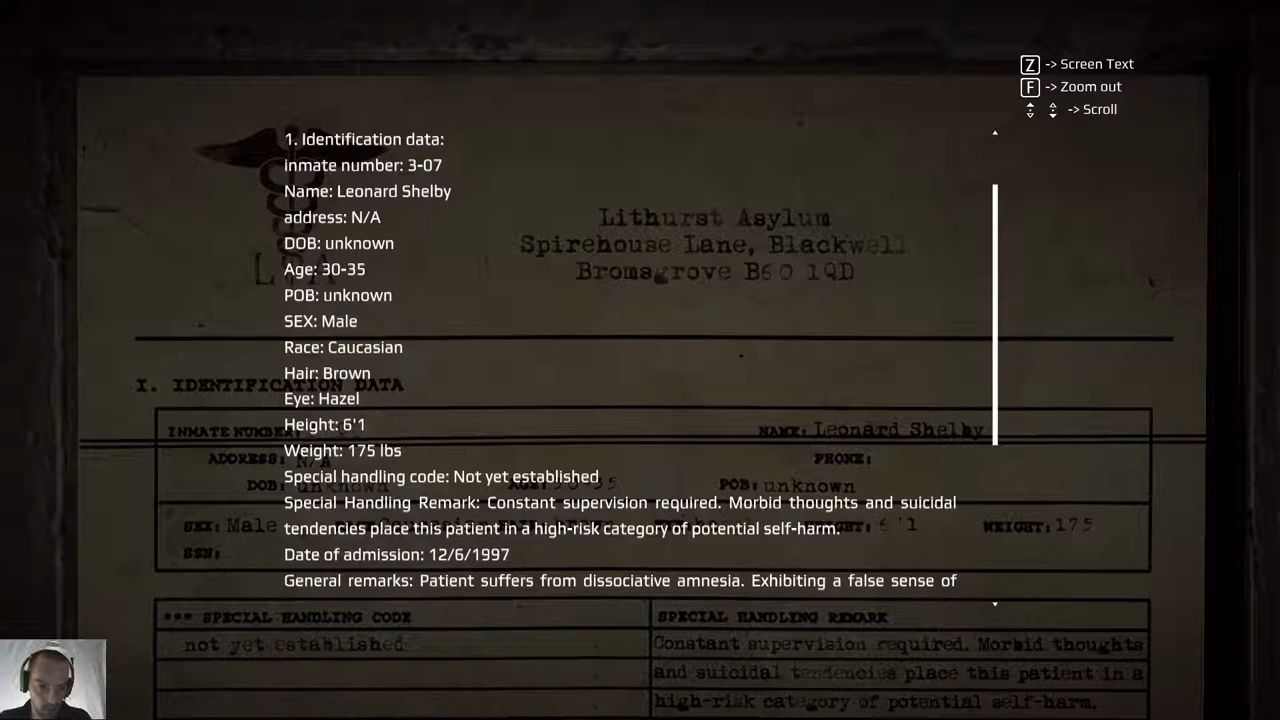 Z -> Screen Text
F -> Zoom out
-> Scroll
1. Identification data:
inmate number: 3-07
Name: Leonard Shelby
address: N/A
DOB: unknown
Age: 30-35
POB: unknown
SEX: Male
Race: Caucasian
Hair: Brown
Eye: Hazel
Height: 6'1
Weight: 175 lbs
Special handling code: Not yet established
Special Handling Remark: Constant supervision required. Morbid thoughts and suicidal
tendencies place this patient in a high-risk category of potential self-harm.
Date of admission: 12/6/1997
General remarks: Patient suffers from dissociative amnesia. Exhibiting a false sense of
Lithurst Asylum
Spirehouse Lane, Blackwell
Bromsgrove B60 1QD
I. IDENTIFICATION DATA
INMATE NUMBER: NAME: Leonard Shelby
ADDRESS: N/A PHONE:
DOB: unknown POB: unknown
SEX: Male 6'1 WEIGHT: 175
SSN:
*** SPECIAL HANDLING CODE SPECIAL HANDLING REMARK
not yet established Constant supervision required. Morbid thoughts
and suicidal tendencies place this patient in a
high-risk category of potential self-harm.